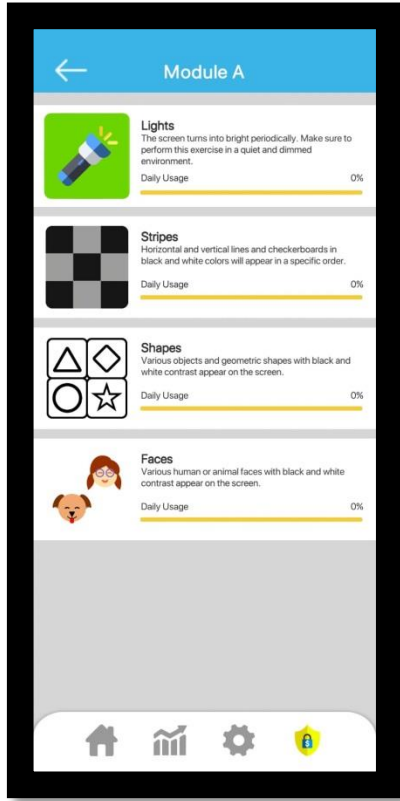 Module A
Lights
The screen turns into bright periodically. Make sure to
perform this exercise in a quiet and dimmed
environment.
Daily Usage 0%
Stripes
Horizontal and vertical lines and checkerboards in
black and white colors will appear in a specific order.
Daily Usage 0%
Shapes
Various objects and geometric shapes with black and
white contrast appear on the screen.
Daily Usage 0%
Faces
Various human or animal faces with black and white
contrast appear on the screen.
Daily Usage 0%